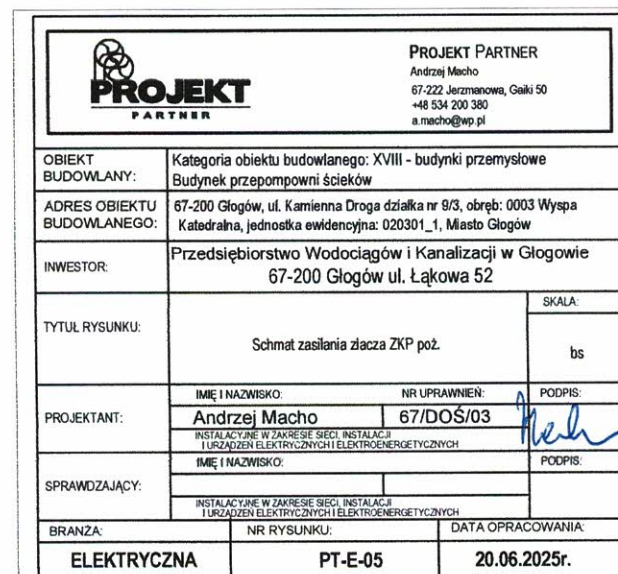 PROJEKT
PARTNER
PROJEKT PARTNER
Andrzej Macho
67-222 Jerzmanowa, Gaiki 50
+48 534 200 380
a.macho@wp.pl
OBIEKT BUDOWLANY:
Kategoria obiektu budowlanego: XVIII - budynki przemysłowe
Budynek przepompowni ścieków
ADRES OBIEKTU BUDOWLANEGO:
67-200 Głogów, ul. Kamienna Droga działka nr 9/3, obręb: 0003 Wyspa
Katedralna, jednostka ewidencyjna: 020301_1, Miasto Głogów
INWESTOR:
Przedsiębiorstwo Wodociągów i Kanalizacji w Głogowie
67-200 Głogów ul. Łąkowa 52
TYTUŁ RYSUNKU:
Schmat zasilania złacza ZKP poż.
SKALA:
bs
PROJEKTANT:
IMIĘ I NAZWISKO:
NR UPRAWNIEŃ:
PODPIS:
Andrzej Macho
67/DOŚ/03
INSTALACYJNE W ZAKRESIE SIECI, INSTALACJI
I URZĄDZEŃ ELEKTRYCZNYCH I ELEKTROENERGETYCZNYCH
SPRAWDZAJĄCY:
IMIĘ I NAZWISKO:
PODPIS:
INSTALACYJNE W ZAKRESIE SIECI, INSTALACJI
I URZĄDZEŃ ELEKTRYCZNYCH I ELEKTROENERGETYCZNYCH
BRANŻA:
NR RYSUNKU:
DATA OPRACOWANIA:
ELEKTRYCZNA
PT-E-05
20.06.2025r.